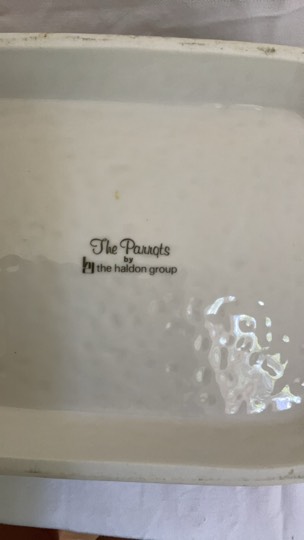 The Parrots
by
the haldon group